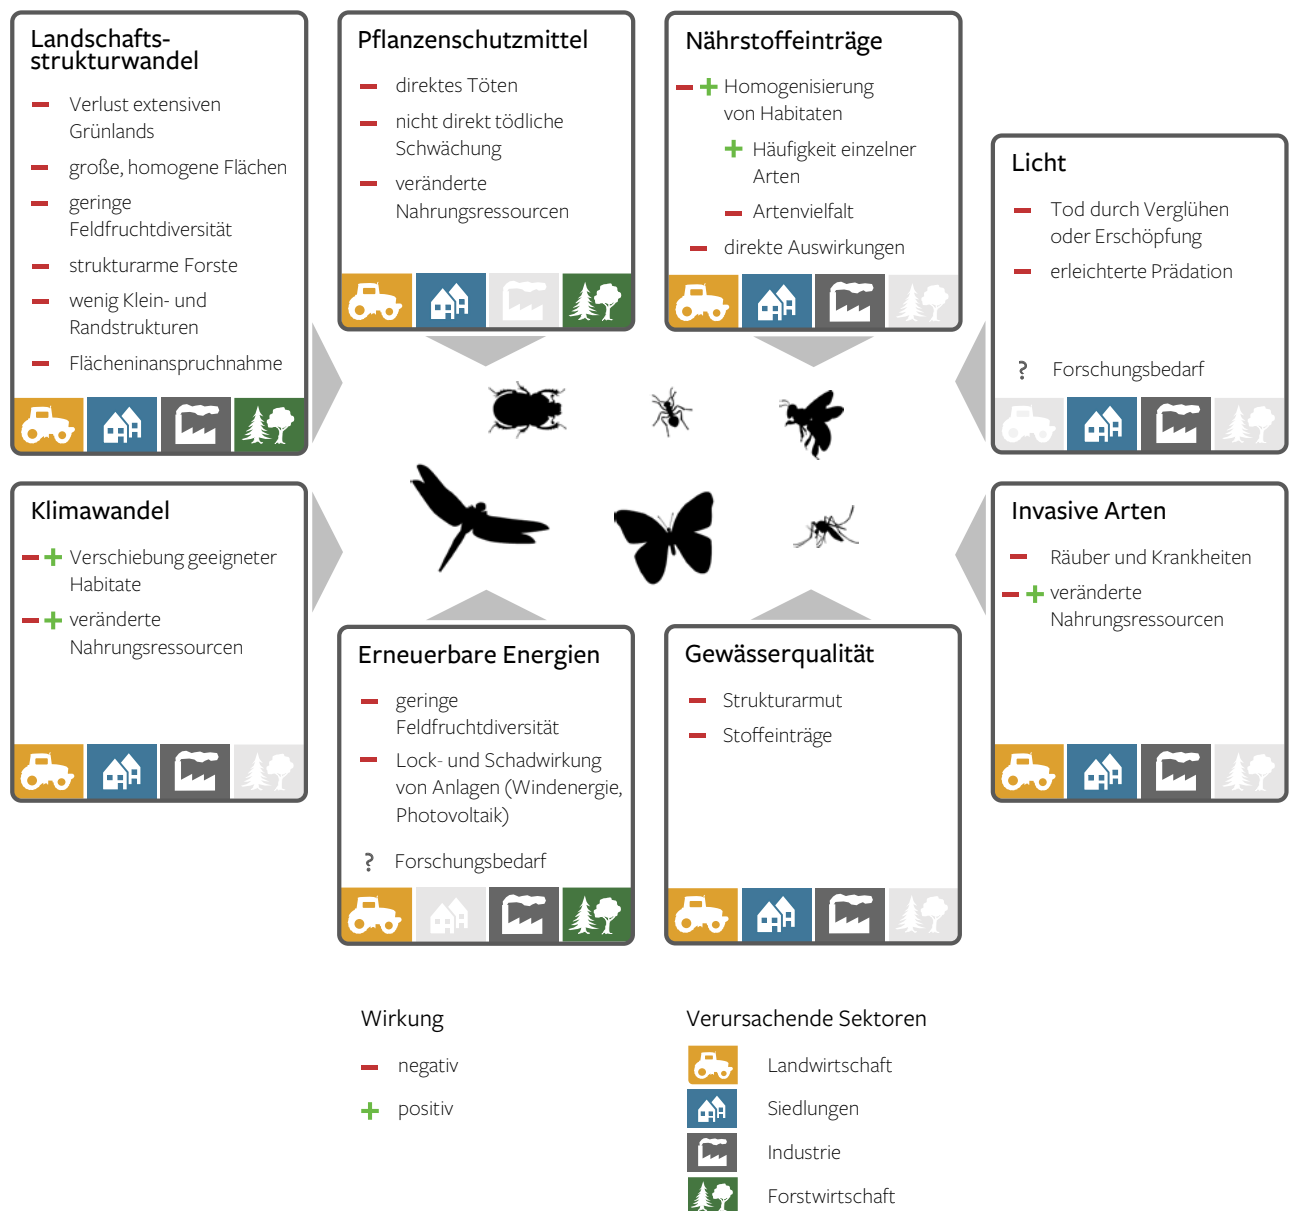 Landschafts-
strukturwandel
– Verlust extensiven
Grünlands
– große, homogene Flächen
– geringe
Feldfruchtdiversität
– strukturarme Forste
– wenig Klein- und
Randstrukturen
– Flächeninanspruchnahme
Pflanzenschutzmittel
– direktes Töten
– nicht direkt tödliche
Schwächung
– veränderte
Nahrungsressourcen
Nährstoffeinträge
– + Homogenisierung
von Habitaten
+ Häufigkeit einzelner
Arten
– Artenvielfalt
– direkte Auswirkungen
Licht
– Tod durch Verglühen
oder Erschöpfung
– erleichterte Prädation
? Forschungsbedarf
Klimawandel
– + Verschiebung geeigneter
Habitate
– + veränderte
Nahrungsressourcen
Erneuerbare Energien
– geringe
Feldfruchtdiversität
– Lock- und Schadwirkung
von Anlagen (Windenergie,
Photovoltaik)
? Forschungsbedarf
Gewässerqualität
– Strukturarmut
– Stoffeinträge
Invasive Arten
– Räuber und Krankheiten
– + veränderte
Nahrungsressourcen
Wirkung
– negativ
+ positiv
Verursachende Sektoren
Landwirtschaft
Siedlungen
Industrie
Forstwirtschaft